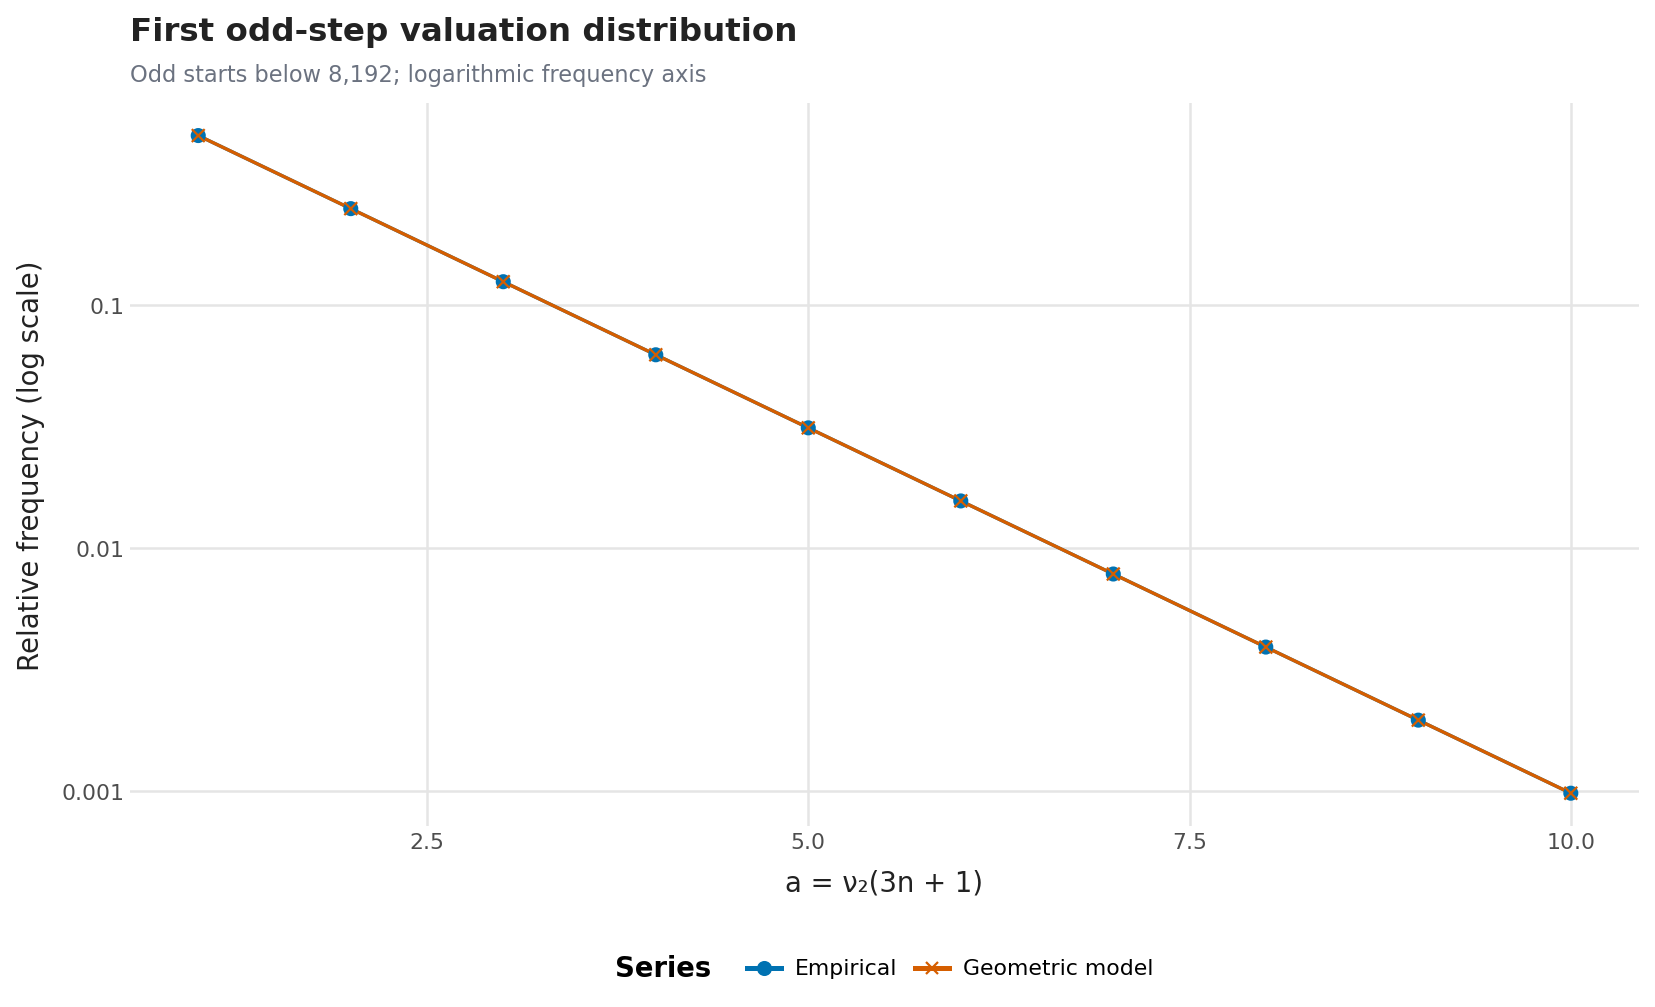 First odd-step valuation distribution
Odd starts below 8,192; logarithmic frequency axis
Relative frequency (log scale)
0.1
0.01
0.001
2.5 5.0 7.5 10.0
a = ν₂(3n + 1)
Series Empirical Geometric model